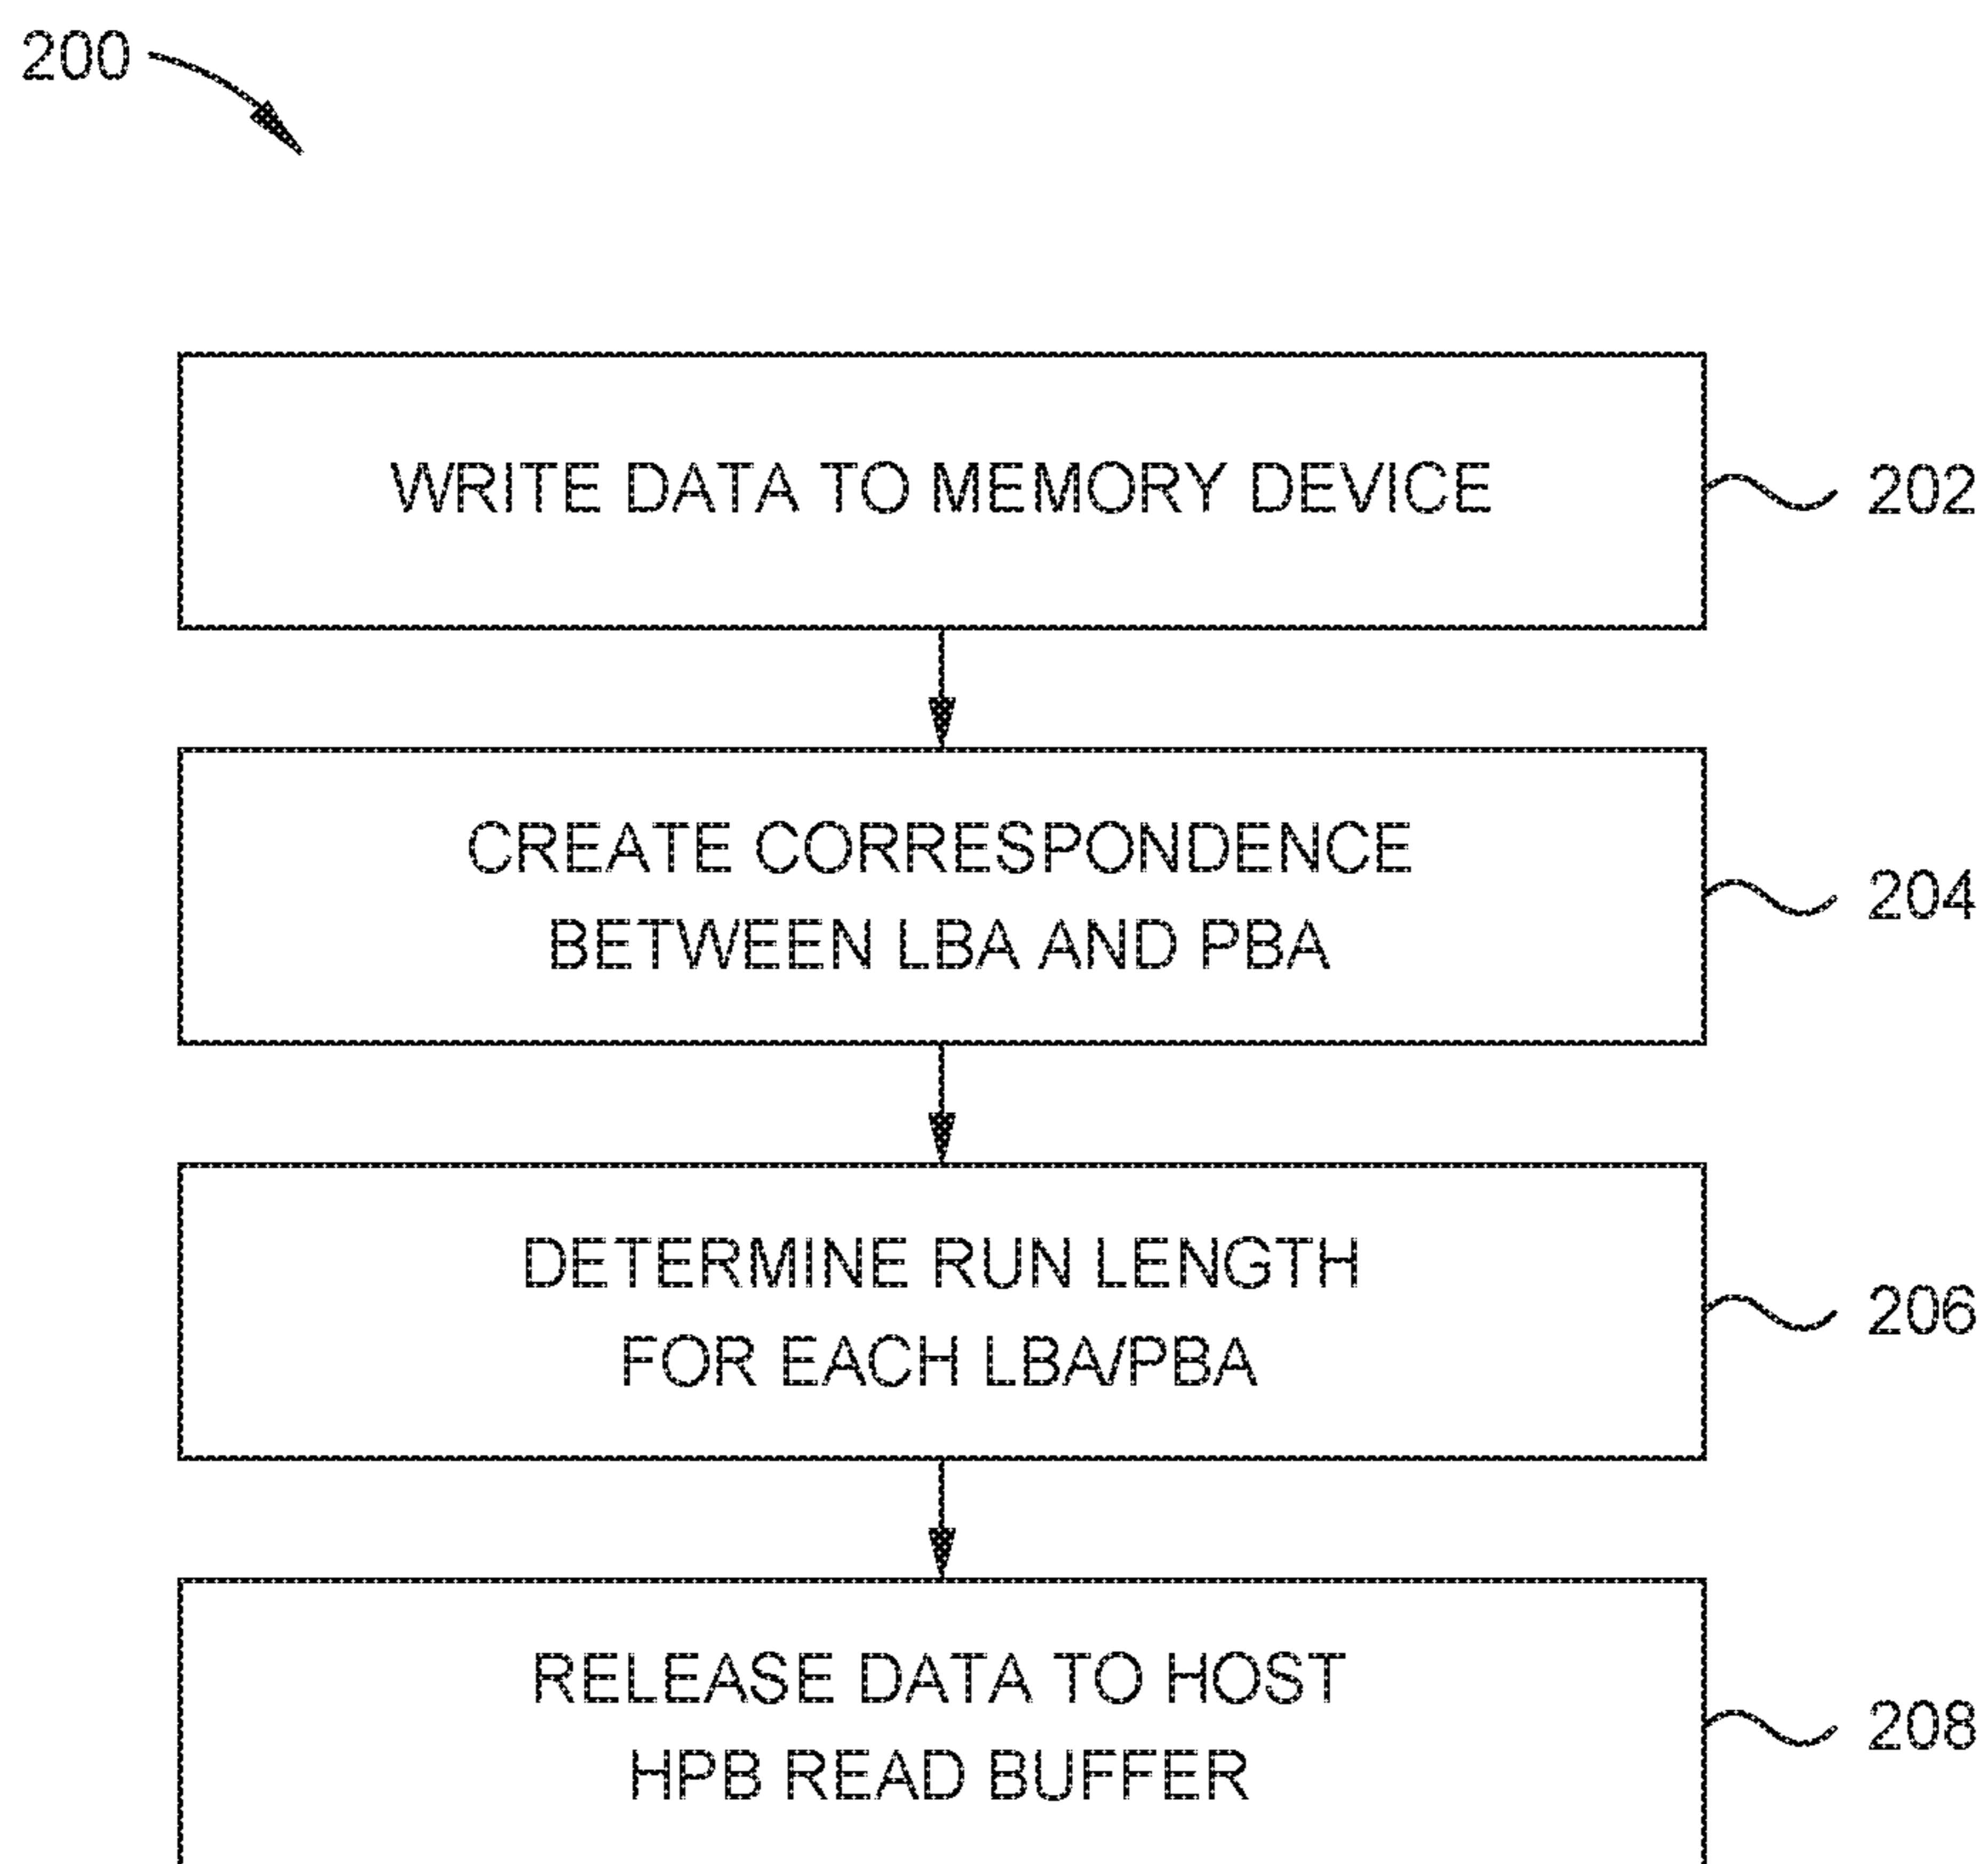 200
WRITE DATA TO MEMORY DEVICE
202
CREATE CORRESPONDENCE
BETWEEN LBA AND PBA
204
DETERMINE RUN LENGTH
FOR EACH LBA/PBA
206
RELEASE DATA TO HOST
HPB READ BUFFER
208